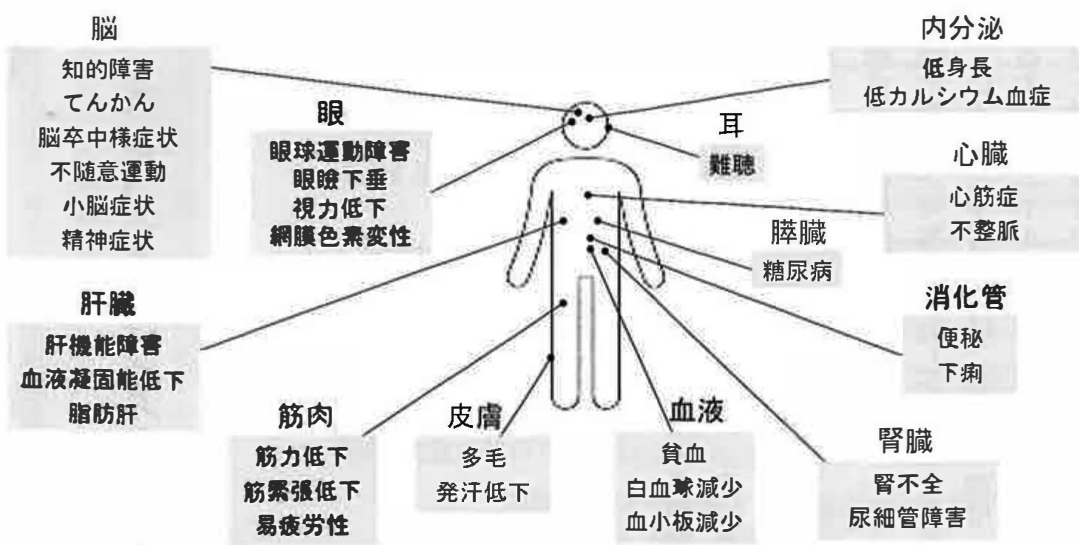 脳
知的障害
てんかん
脳卒中様症状
不随意運動
小脳症状
精神症状
眼
眼球運動障害
眼瞼下垂
視力低下
網膜色素変性
内分泌
低身長
低カルシウム血症
耳
難聴
心臓
心筋症
不整脈
膵臓
糖尿病
消化管
便秘
下痢
肝臓
肝機能障害
血液凝固能低下
脂肪肝
筋肉
筋力低下
筋緊張低下
易疲労性
皮膚
多毛
発汗低下
血液
貧血
白血球減少
血小板減少
腎臓
腎不全
尿細管障害